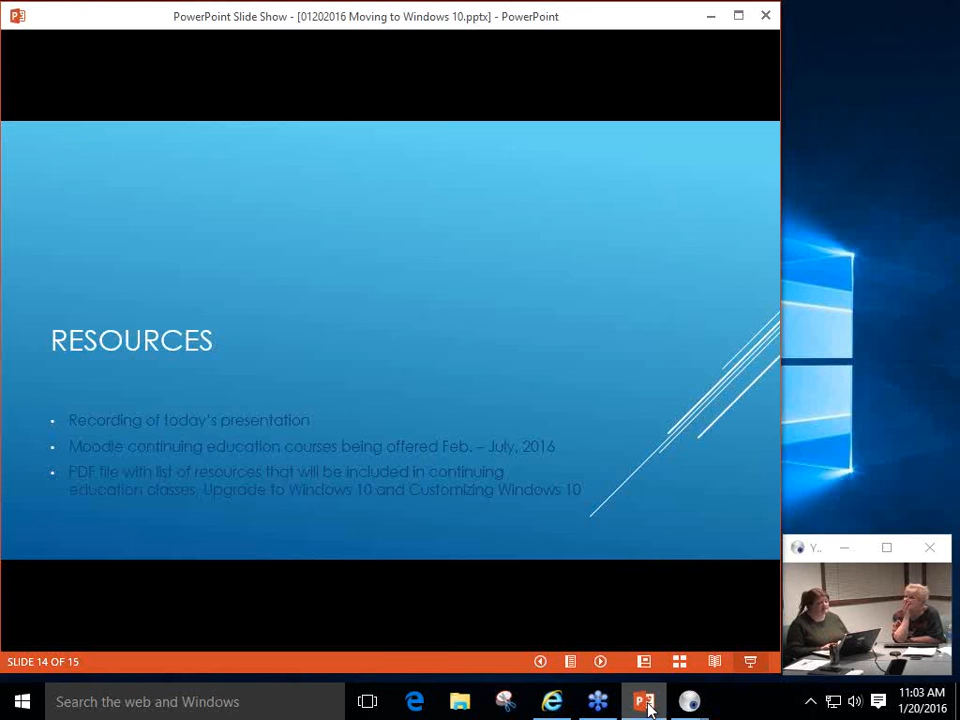 PowerPoint Slide Show - [01202016 Moving to Windows 10.pptx] - PowerPoint
RESOURCES
• Recording of today's presentation
• Moodle continuing education courses being offered Feb. – July, 2016
• PDF file with list of resources that will be included in continuing
education classes, Upgrade to Windows 10 and Customizing Windows 10
Y..
SLIDE 14 OF 15
Search the web and Windows
11:03 AM
1/20/2016